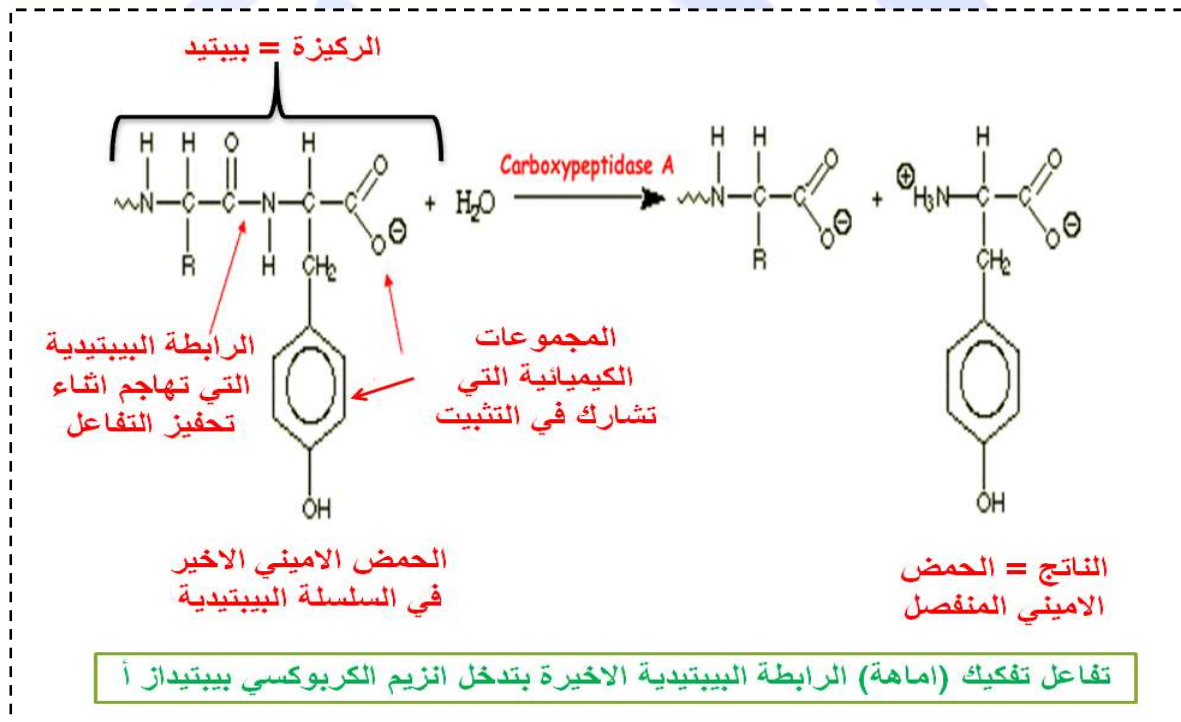 الركيزة = بيبتيد
H H O H O
~N–C–C–N–C–C + H₂O Carboxypeptidase A ~N–C–C + ⊕H₃N–C–C
H H O H O
R H CH₂ O⊖ R O⊖ CH₂ O⊖
الرابطة البيبتيدية
التي تهاجم اثناء
تحفيز التفاعل
المجموعات
الكيميائية التي
تشارك في التثبيت
OH
OH
الحمض الاميني الاخير
في السلسلة البيبتيدية
الناتج = الحمض
الاميني المنفصل
تفاعل تفكيك (اماهة) الرابطة البيبتيدية الاخيرة بتدخل انزيم الكربوكسي بيبتيداز أ